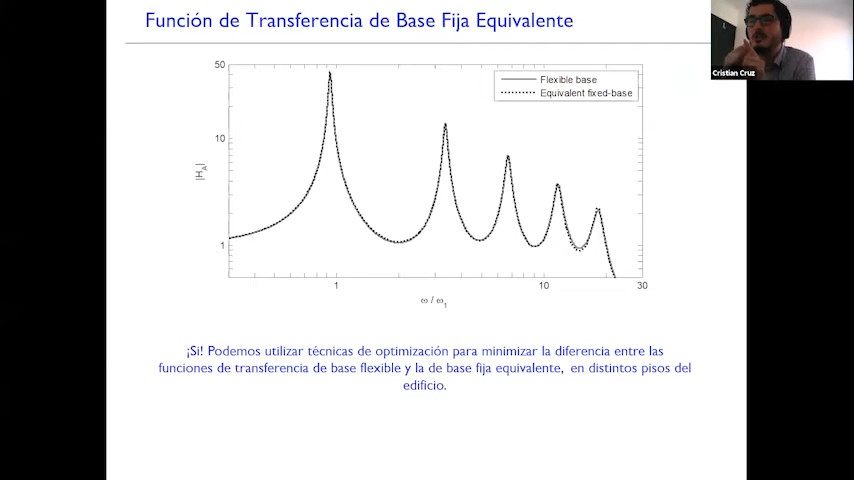 Función de Transferencia de Base Fija Equivalente
Cristian Cruz
50
10
1
|H_A|
Flexible base
Equivalent fixed-base
1
10
30
ω / ω₁
¡Si! Podemos utilizar técnicas de optimización para minimizar la diferencia entre las
funciones de transferencia de base flexible y la de base fija equivalente, en distintos pisos del
edificio.